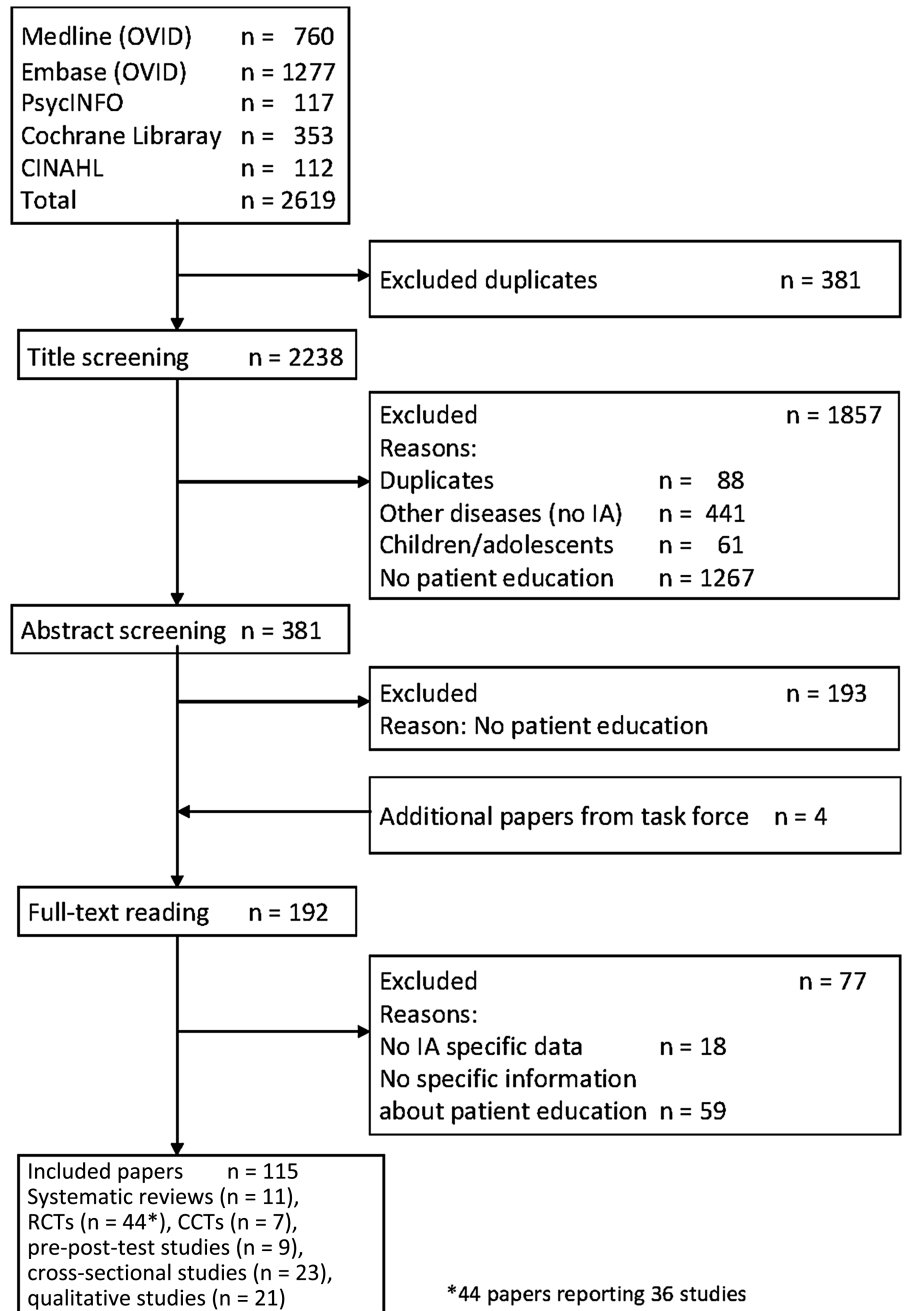 Medline (OVID) n = 760
Embase (OVID) n = 1277
PsycINFO n = 117
Cochrane Libraray n = 353
CINAHL n = 112
Total n = 2619
Excluded duplicates n = 381
Title screening n = 2238
Excluded n = 1857
Reasons:
Duplicates n = 88
Other diseases (no IA) n = 441
Children/adolescents n = 61
No patient education n = 1267
Abstract screening n = 381
Excluded n = 193
Reason: No patient education
Additional papers from task force n = 4
Full-text reading n = 192
Excluded n = 77
Reasons:
No IA specific data n = 18
No specific information
about patient education n = 59
Included papers n = 115
Systematic reviews (n = 11),
RCTs (n = 44*), CCTs (n = 7),
pre-post-test studies (n = 9),
cross-sectional studies (n = 23),
qualitative studies (n = 21)
*44 papers reporting 36 studies